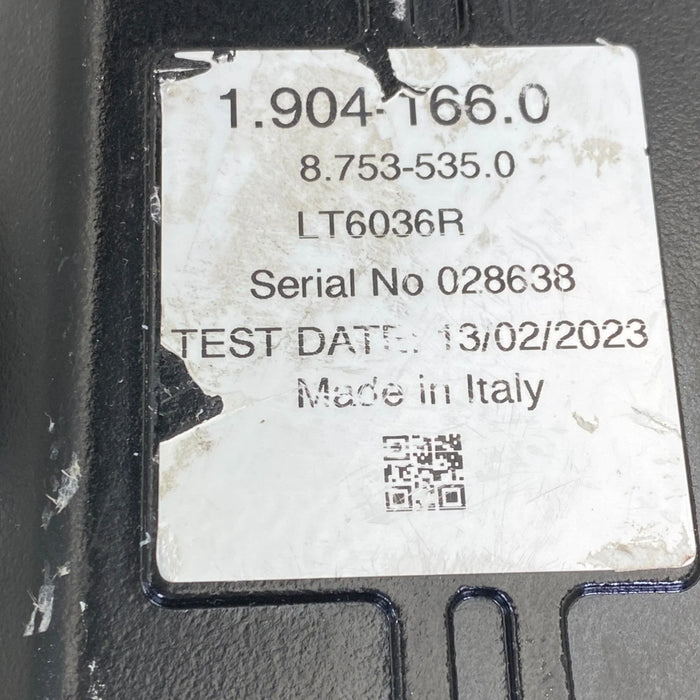 1.904-166.0
8.753-535.0
LT6036R
Serial No 028638
TEST DATE: 13/02/2023
Made in Italy